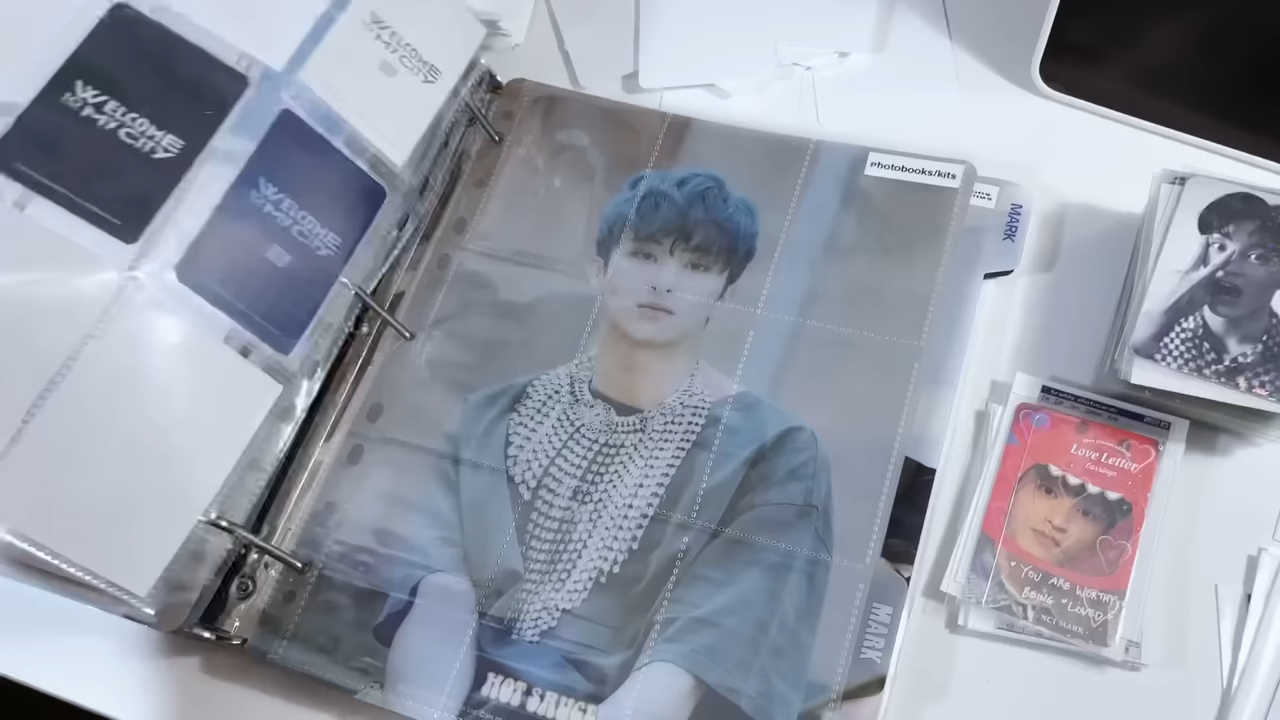 WELCOME
TO MY CITY
WELCOME
TO MY CITY
WELCOME
TO MY CITY
Photobooks/kits
MARK
Love Letter
YOU ARE WORTHY
BEING LOVED
- NCT MARK -
MARK
HOT SAUCE